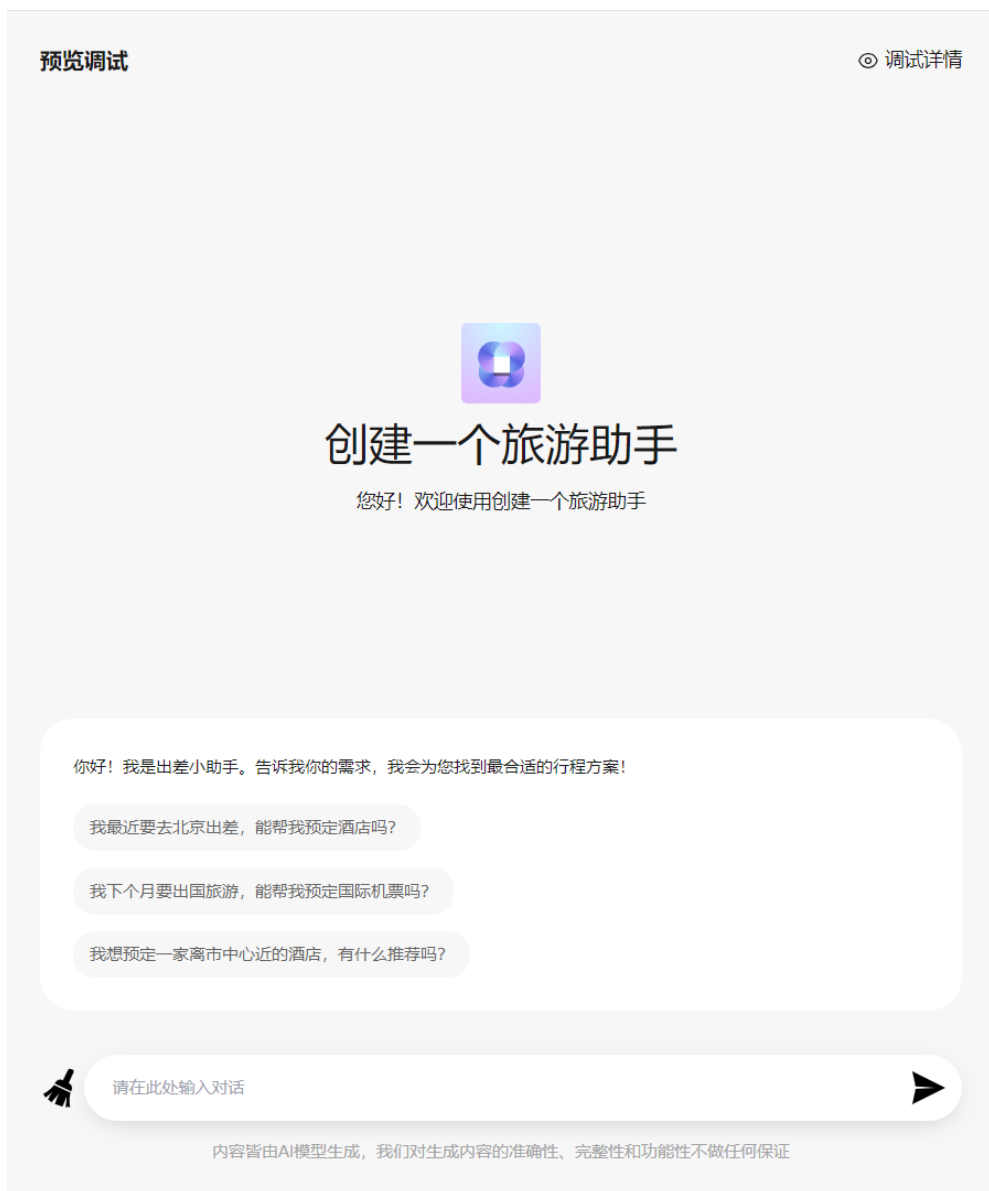 预览调试
调试详情
创建一个旅游助手
您好！欢迎使用创建一个旅游助手
你好！我是出差小助手。告诉我你的需求，我会为您找到最合适的行程方案！
我最近要去北京出差，能帮我预定酒店吗？
我下个月要出国旅游，能帮我预定国际机票吗？
我想预定一家离市中心近的酒店，有什么推荐吗？
请在此处输入对话
内容皆由AI模型生成，我们对生成内容的准确性、完整性和功能性不做任何保证